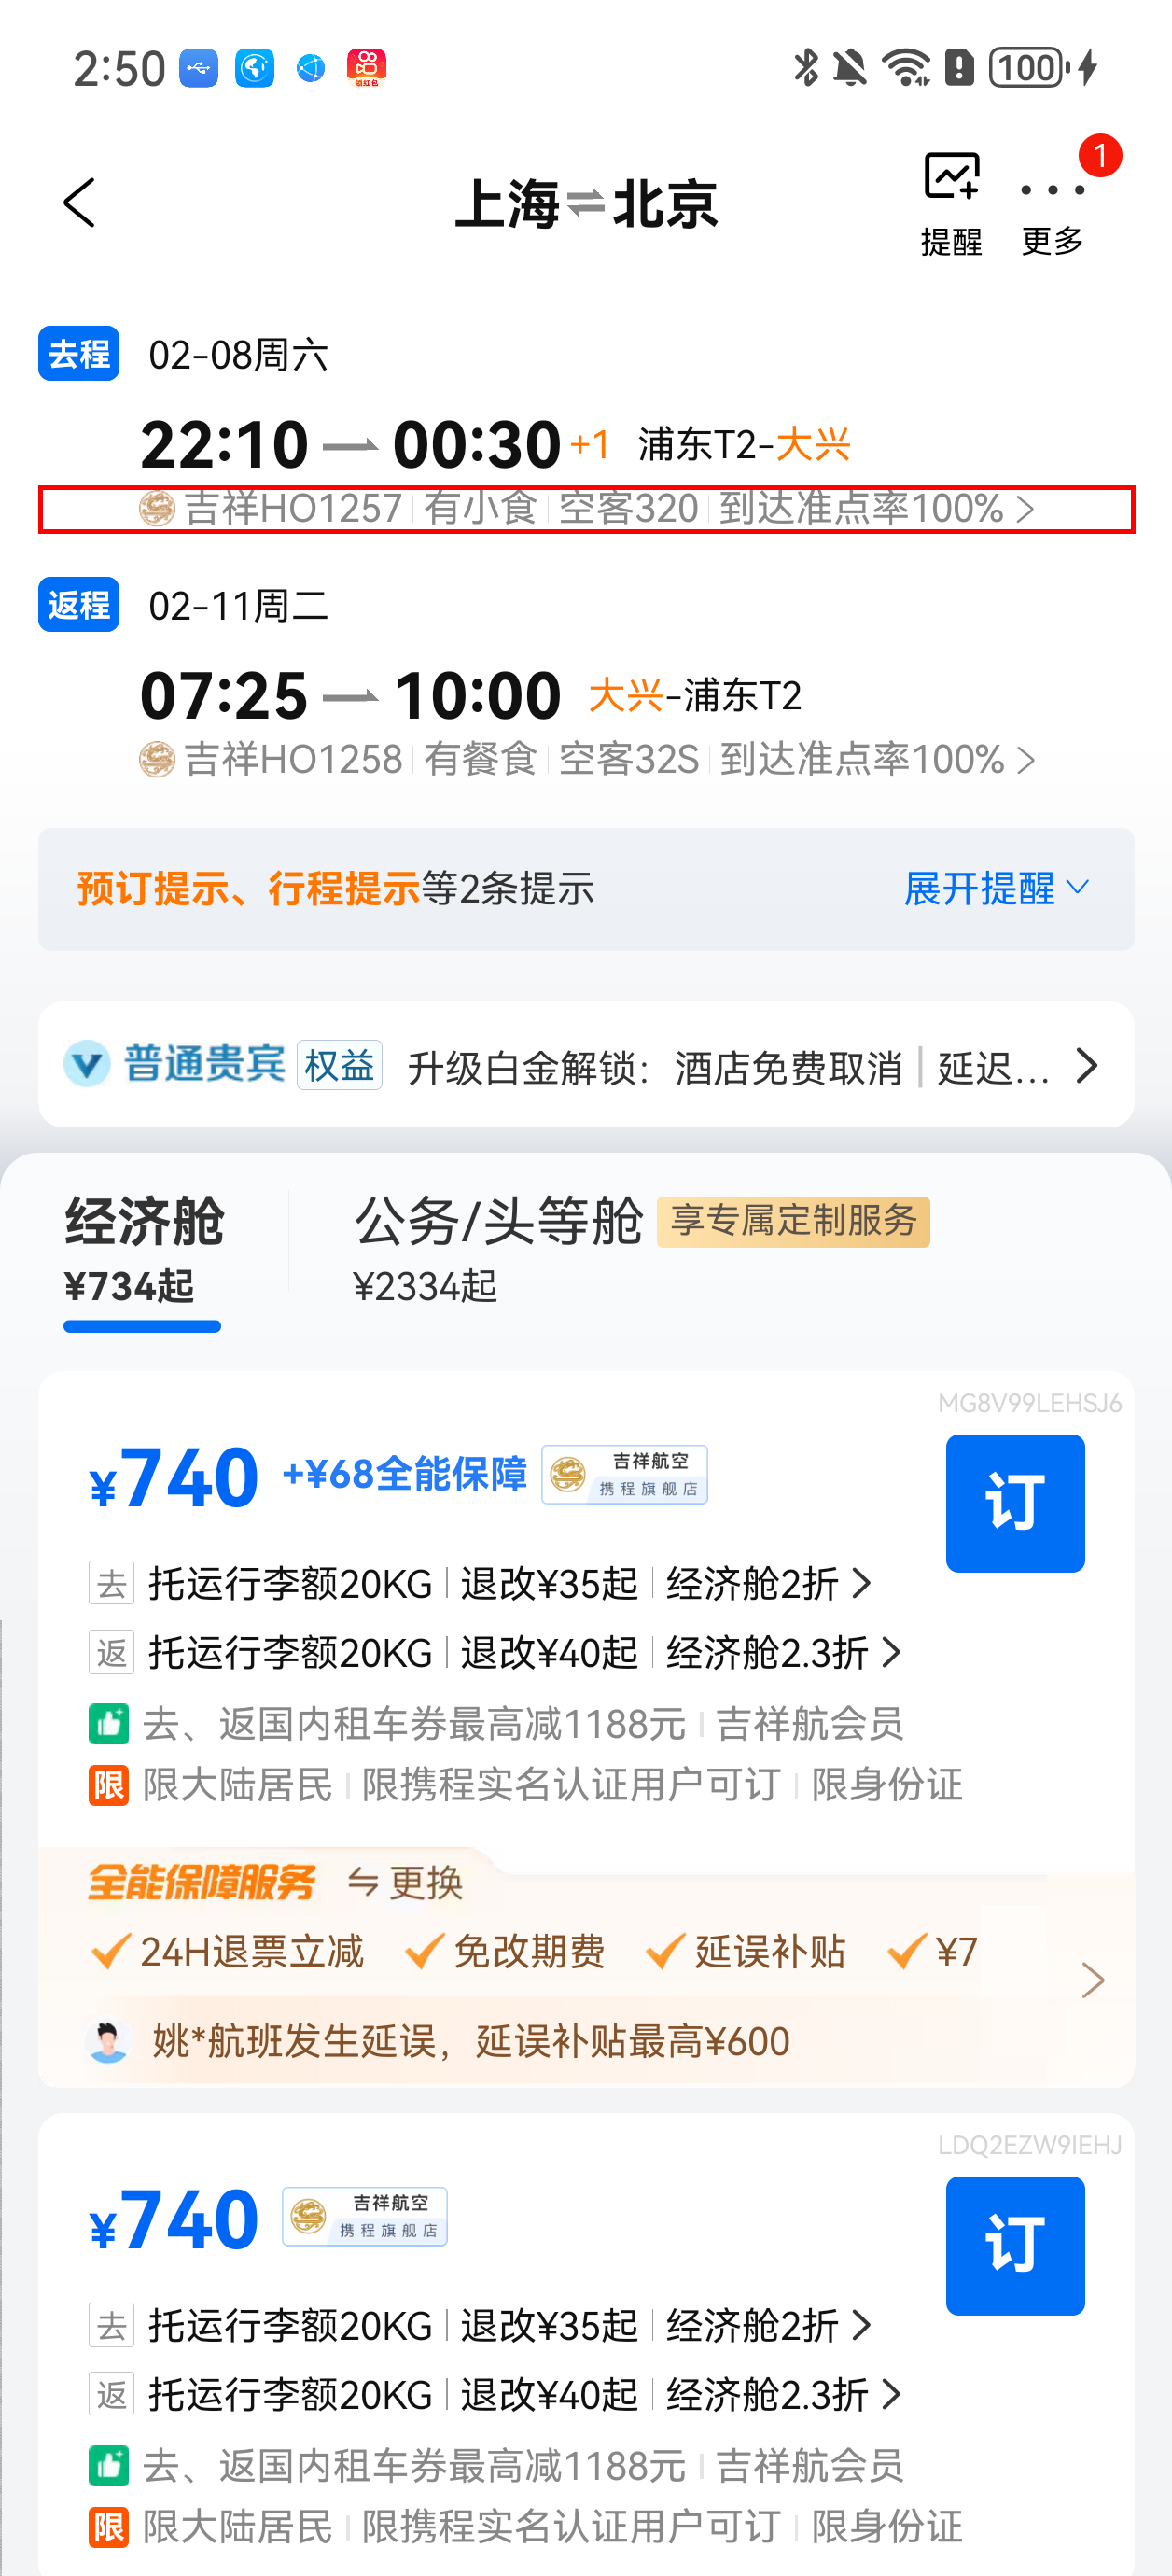 2:50
领红包
100
上海⇌北京
提醒
更多
1
去程 02-08周六
22:10 00:30+1 浦东T2-大兴
吉祥HO1257 有小食 空客320 到达准点率100%
返程 02-11周二
07:25 10:00 大兴-浦东T2
吉祥HO1258 有餐食 空客32S 到达准点率100%
预订提示、行程提示等2条提示 展开提醒
普通贵宾 权益 升级白金解锁：酒店免费取消 延迟...
经济舱 公务/头等舱 享专属定制服务
¥734起 ¥2334起
MG8V99LEHSJ6
¥740 +¥68全能保障 吉祥航空
携程旗舰店
订
去 托运行李额20KG 退改¥35起 经济舱2折
返 托运行李额20KG 退改¥40起 经济舱2.3折
去、返国内租车券最高减1188元 吉祥航会员
限 限大陆居民 限携程实名认证用户可订 限身份证
全能保障服务 ⇋更换
24H退票立减 免改期费 延误补贴 ¥7
姚*航班发生延误，延误补贴最高¥600
LDQ2EZW9IEHJ
¥740 吉祥航空
携程旗舰店
订
去 托运行李额20KG 退改¥35起 经济舱2折
返 托运行李额20KG 退改¥40起 经济舱2.3折
去、返国内租车券最高减1188元 吉祥航会员
限 限大陆居民 限携程实名认证用户可订 限身份证